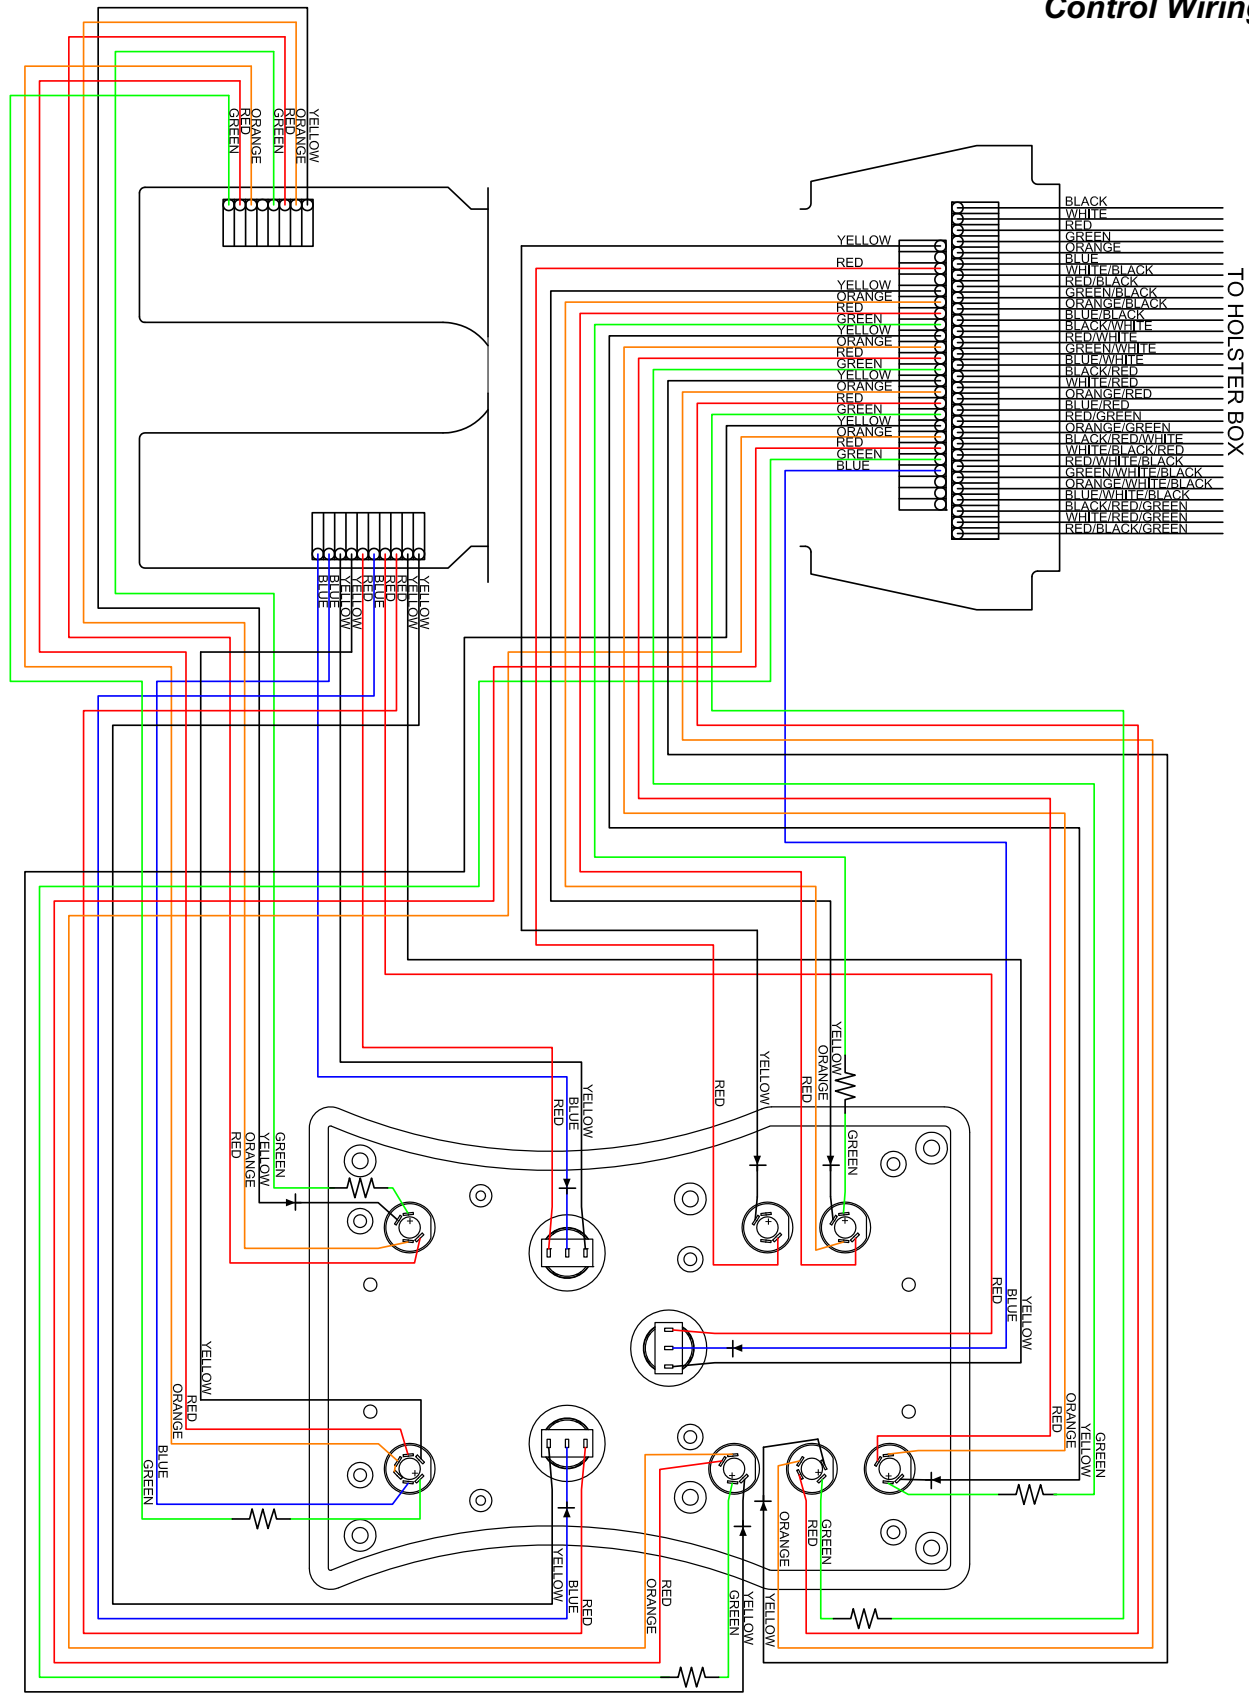 Control Wiring
GREEN
RED
ORANGE
GREEN
RED
ORANGE
YELLOW
YELLOW
RED
YELLOW
ORANGE
RED
GREEN
YELLOW
ORANGE
RED
GREEN
YELLOW
ORANGE
RED
GREEN
YELLOW
ORANGE
RED
GREEN
BLUE
BLACK
WHITE
RED
GREEN
ORANGE
BLUE
WHITE/BLACK
RED/BLACK
GREEN/BLACK
ORANGE/BLACK
BLUE/BLACK
BLACK/WHITE
RED/WHITE
GREEN/WHITE
BLUE/WHITE
BLACK/RED
WHITE/RED
ORANGE/RED
BLUE/RED
RED/GREEN
ORANGE/GREEN
BLACK/RED/WHITE
WHITE/BLACK/RED
RED/WHITE/BLACK
GREEN/WHITE/BLACK
ORANGE/WHITE/BLACK
BLUE/WHITE/BLACK
BLACK/RED/GREEN
WHITE/RED/GREEN
RED/BLACK/GREEN
TO HOLSTER BOX
BLUE
BLUE
YELLOW
YELLOW
RED
BLUE
RED
RED
YELLOW
YELLOW
RED
ORANGE
YELLOW
GREEN
RED
BLUE
YELLOW
RED
YELLOW
RED
ORANGE
YELLOW
GREEN
RED
BLUE
YELLOW
GREEN
BLUE
ORANGE
RED
YELLOW
YELLOW
BLUE
RED
ORANGE
RED
GREEN
YELLOW
YELLOW
ORANGE
RED
GREEN
RED
ORANGE
YELLOW
GREEN